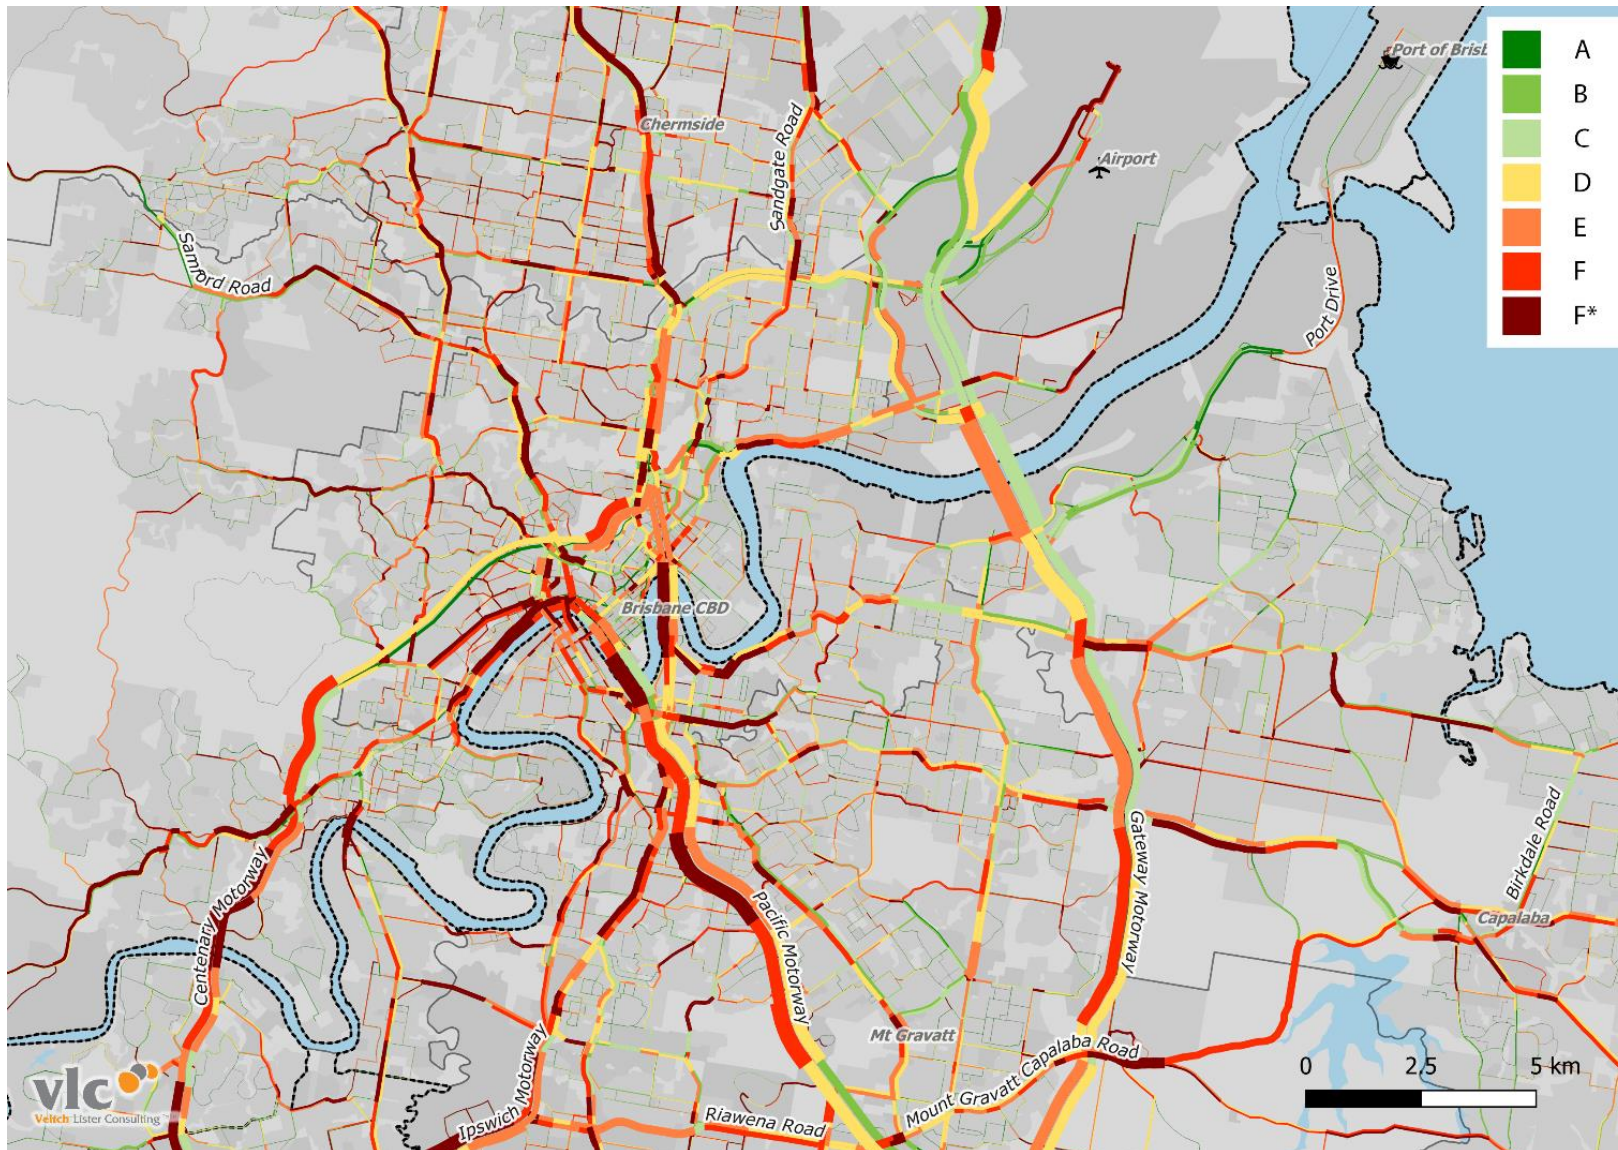 Port of Brisb
A
B
C
D
E
F
F*
Chermside
Sandgate Road
Airport
Samford Road
Port Drive
Brisbane CBD
Birkdale Road
Gateway Motorway
Centenary Motorway
Pacific Motorway
Capalaba
Mt Gravatt
Ipswich Motorway
Mount Gravatt Capalaba Road
Riawena Road
0 2.5 5 km
vlc
Veitch Lister Consulting